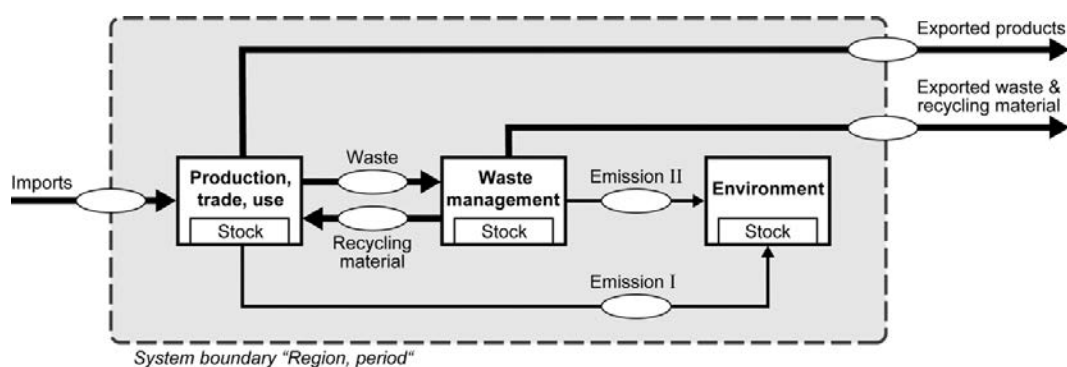 Exported products
Exported waste &
recycling material
Imports
Production,
trade, use
Stock
Waste
Recycling
material
Waste
management
Stock
Emission II
Environment
Stock
Emission I
System boundary "Region, period"